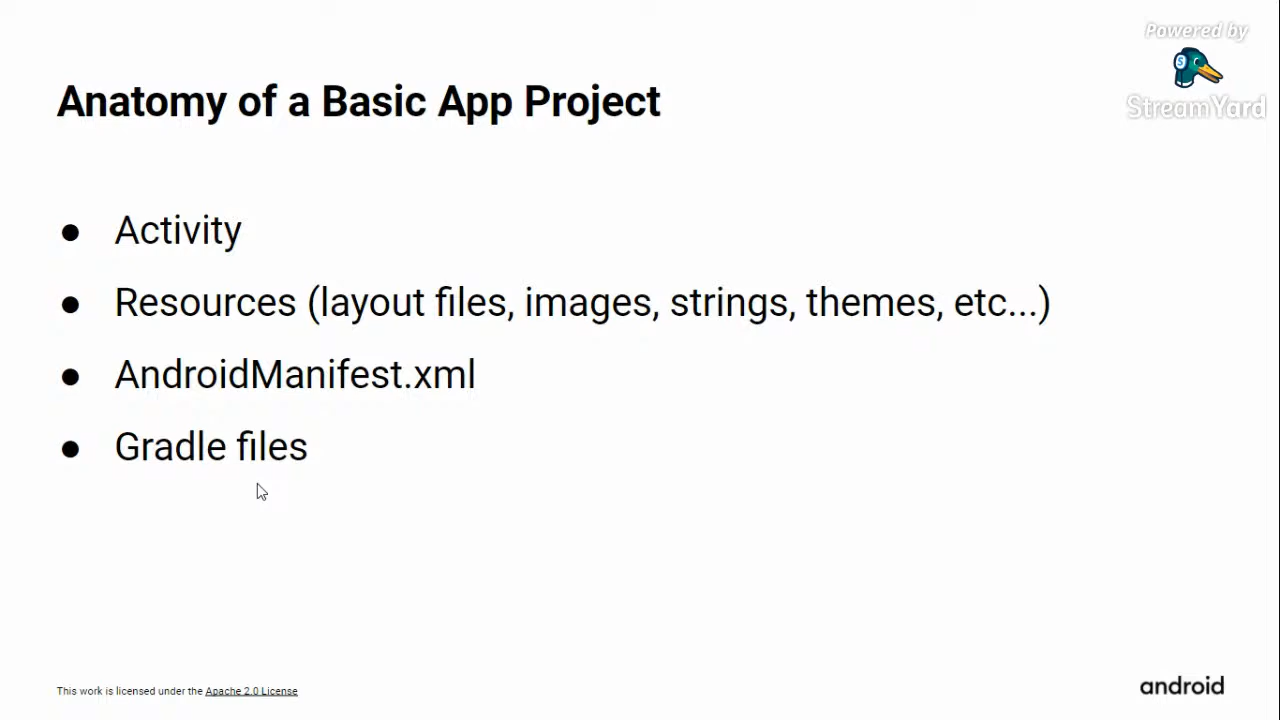 Powered by
StreamYard
Anatomy of a Basic App Project
● Activity
● Resources (layout files, images, strings, themes, etc...)
● AndroidManifest.xml
● Gradle files
This work is licensed under the Apache 2.0 License
android